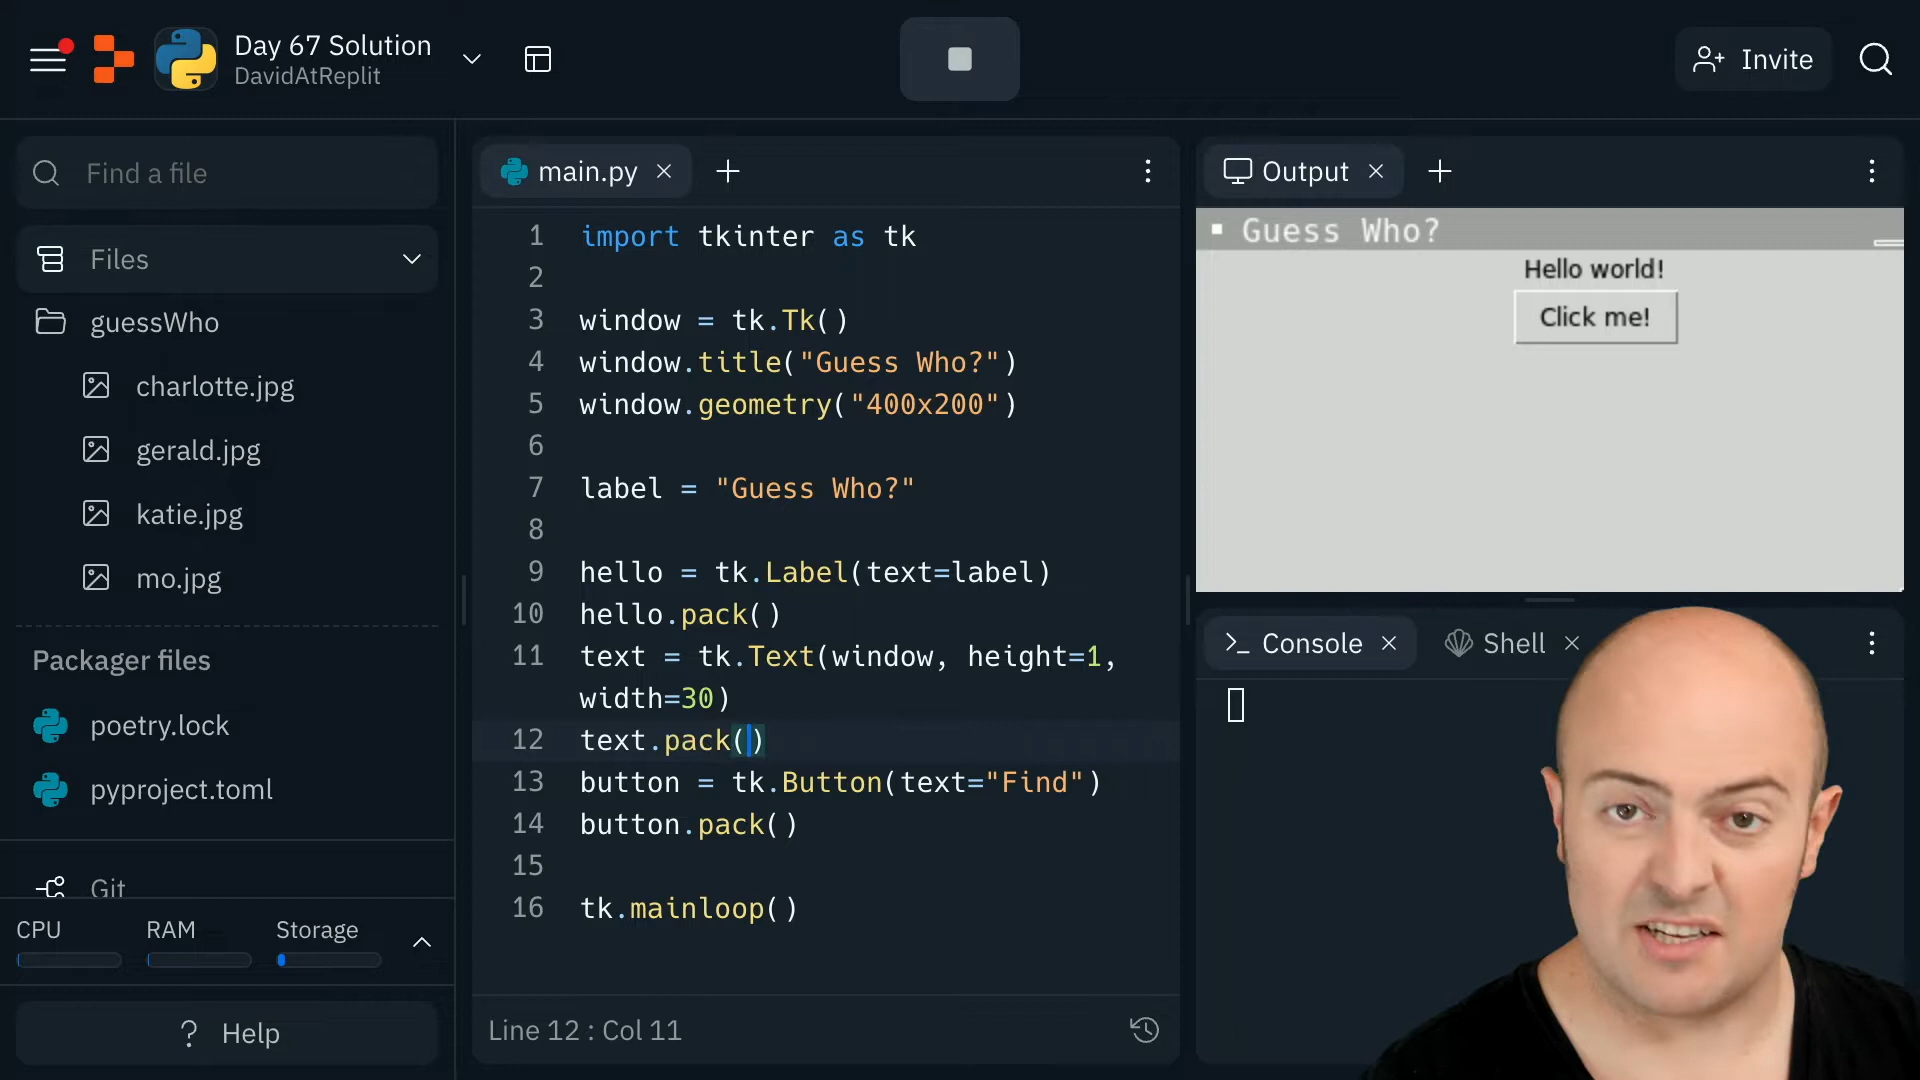 Day 67 Solution
DavidAtReplit
Invite
Find a file
Files
guessWho
charlotte.jpg
gerald.jpg
katie.jpg
mo.jpg
Packager files
poetry.lock
pyproject.toml
Git
CPU RAM Storage
? Help
main.py
1 import tkinter as tk
2
3 window = tk.Tk()
4 window.title("Guess Who?")
5 window.geometry("400x200")
6
7 label = "Guess Who?"
8
9 hello = tk.Label(text=label)
10 hello.pack()
11 text = tk.Text(window, height=1,
width=30)
12 text.pack()
13 button = tk.Button(text="Find")
14 button.pack()
15
16 tk.mainloop()
Line 12 : Col 11
Output
Guess Who?
Hello world!
Click me!
Console Shell